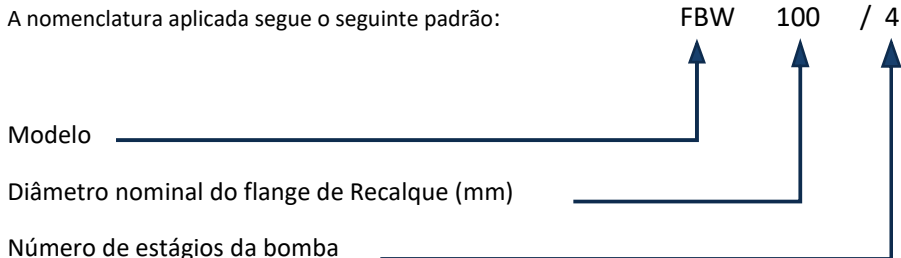 A nomenclatura aplicada segue o seguinte padrão: FBW 100 / 4
Modelo
Diâmetro nominal do flange de Recalque (mm)
Número de estágios da bomba